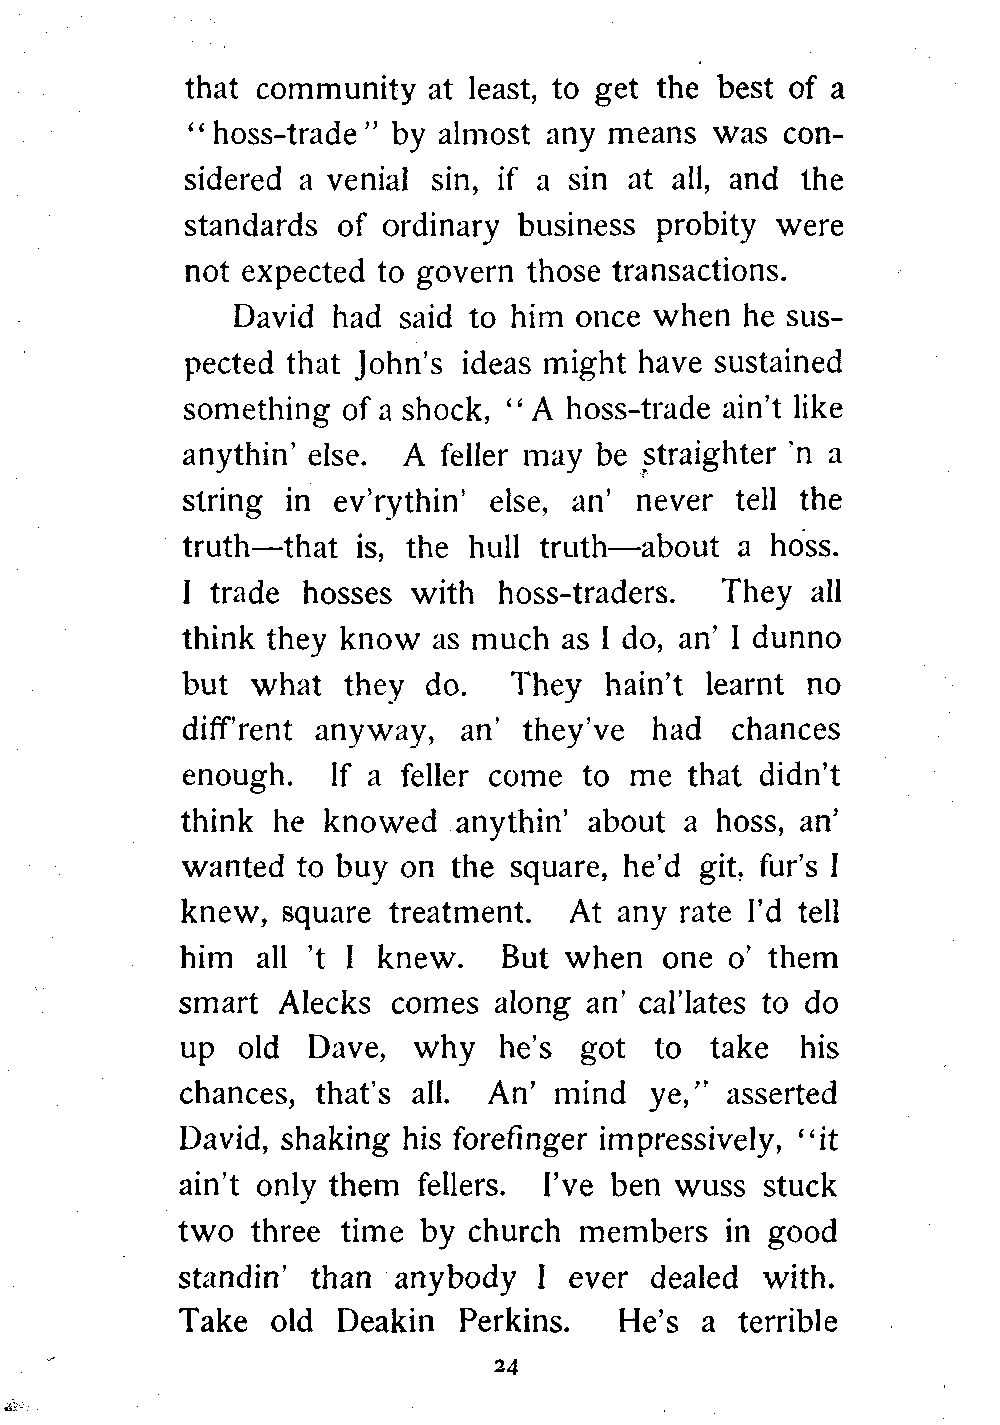 that community at least, to get the best of a
“hoss-trade” by almost any means was con-
sidered a venial sin, if a sin at all, and the
standards of ordinary business probity were
not expected to govern those transactions.
David had said to him once when he sus-
pected that John's ideas might have sustained
something of a shock, “A hoss-trade ain't like
anythin' else. A feller may be straighter 'n a
string in ev'rythin' else, an' never tell the
truth—that is, the hull truth—about a hoss.
I trade hosses with hoss-traders. They all
think they know as much as I do, an' I dunno
but what they do. They hain't learnt no
diff'rent anyway, an' they've had chances
enough. If a feller come to me that didn't
think he knowed anythin' about a hoss, an'
wanted to buy on the square, he'd git, fur's I
knew, square treatment. At any rate I'd tell
him all 't I knew. But when one o' them
smart Alecks comes along an' cal'lates to do
up old Dave, why he's got to take his
chances, that's all. An' mind ye,” asserted
David, shaking his forefinger impressively, “it
ain't only them fellers. I've ben wuss stuck
two three time by church members in good
standin' than anybody I ever dealed with.
Take old Deakin Perkins. He's a terrible
24